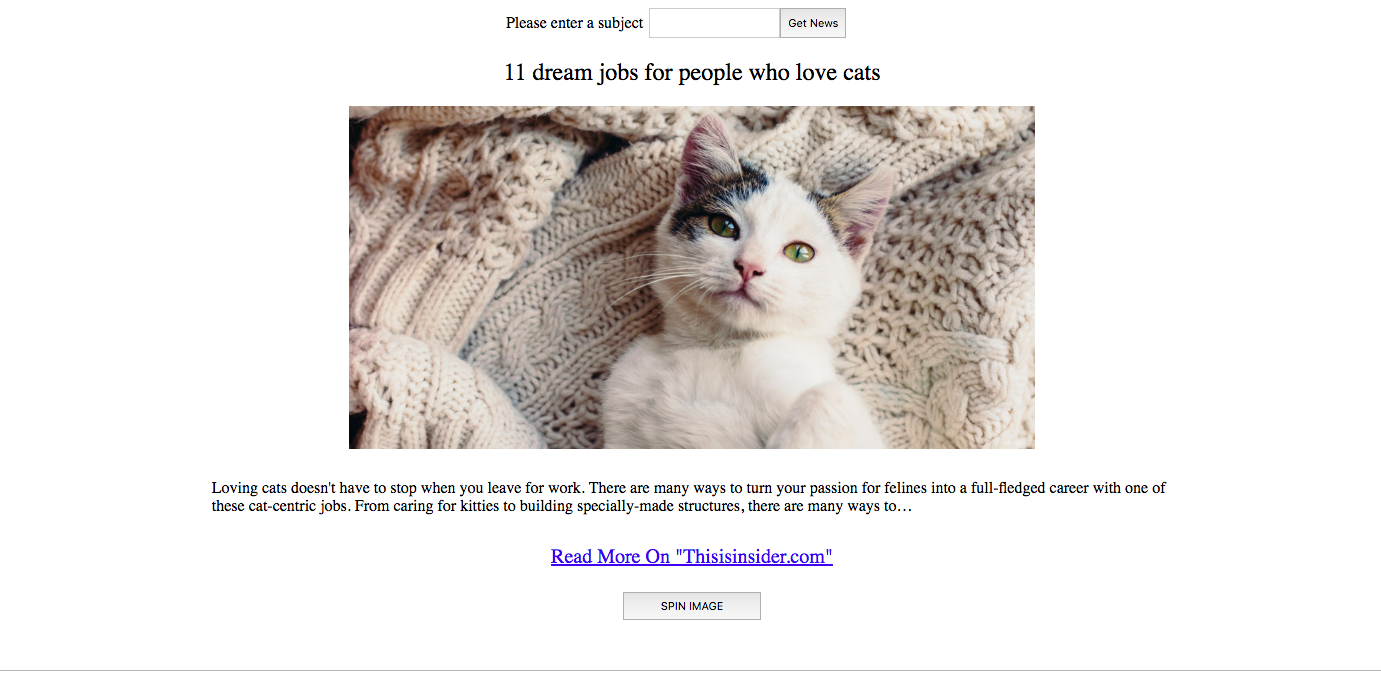 Please enter a subject Get News
11 dream jobs for people who love cats
Loving cats doesn't have to stop when you leave for work. There are many ways to turn your passion for felines into a full-fledged career with one of
these cat-centric jobs. From caring for kitties to building specially-made structures, there are many ways to…
Read More On "Thisisinsider.com"
SPIN IMAGE